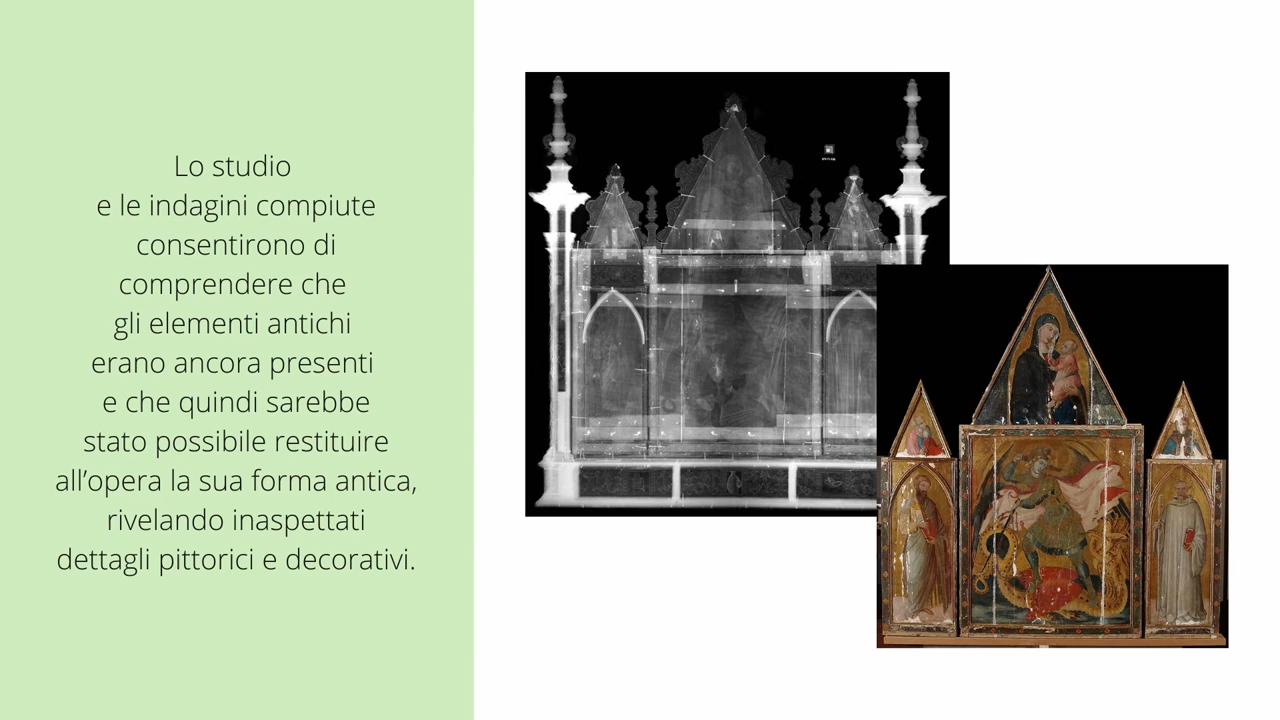 Lo studio
e le indagini compiute
consentirono di
comprendere che
gli elementi antichi
erano ancora presenti
e che quindi sarebbe
stato possibile restituire
all’opera la sua forma antica,
rivelando inaspettati
dettagli pittorici e decorativi.